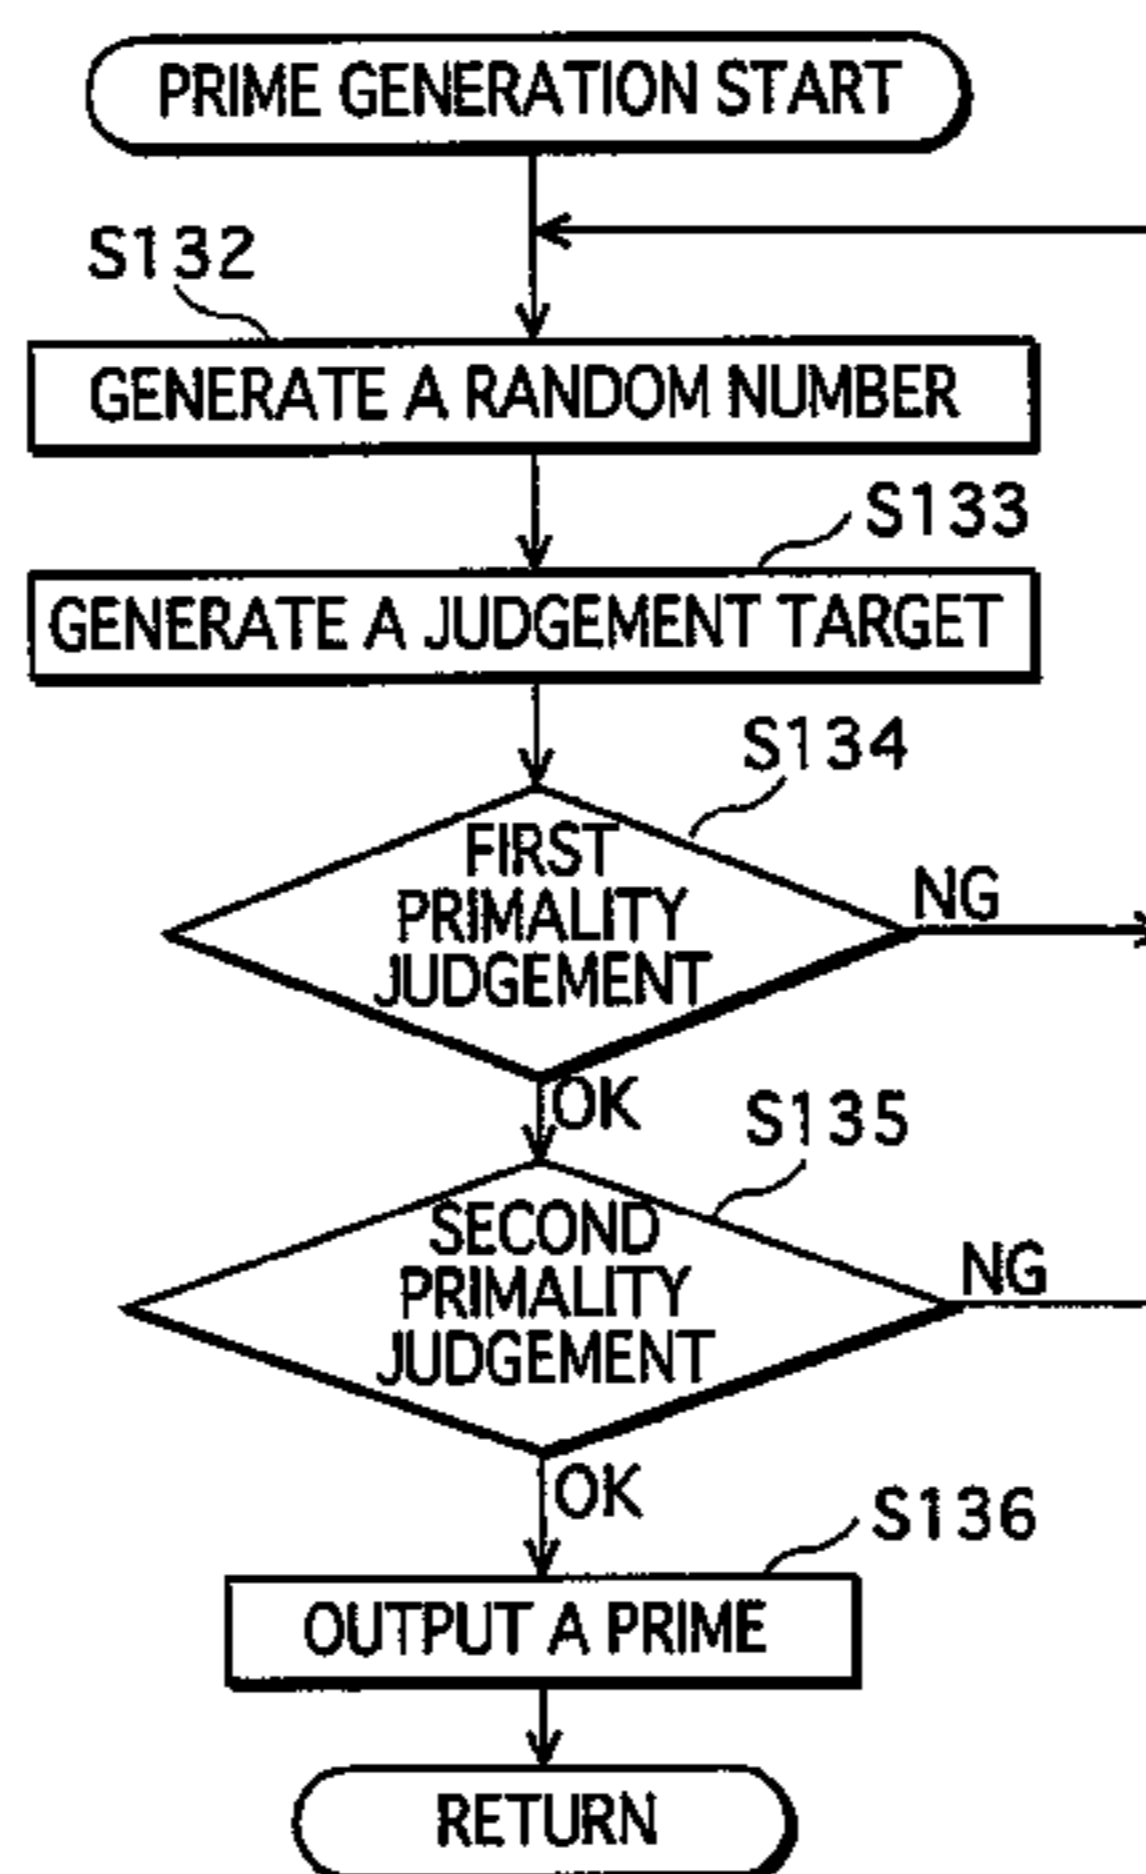 PRIME GENERATION START
S132
GENERATE A RANDOM NUMBER
S133
GENERATE A JUDGEMENT TARGET
S134
FIRST
PRIMALITY
JUDGEMENT
NG
OK
S135
SECOND
PRIMALITY
JUDGEMENT
NG
OK
S136
OUTPUT A PRIME
RETURN